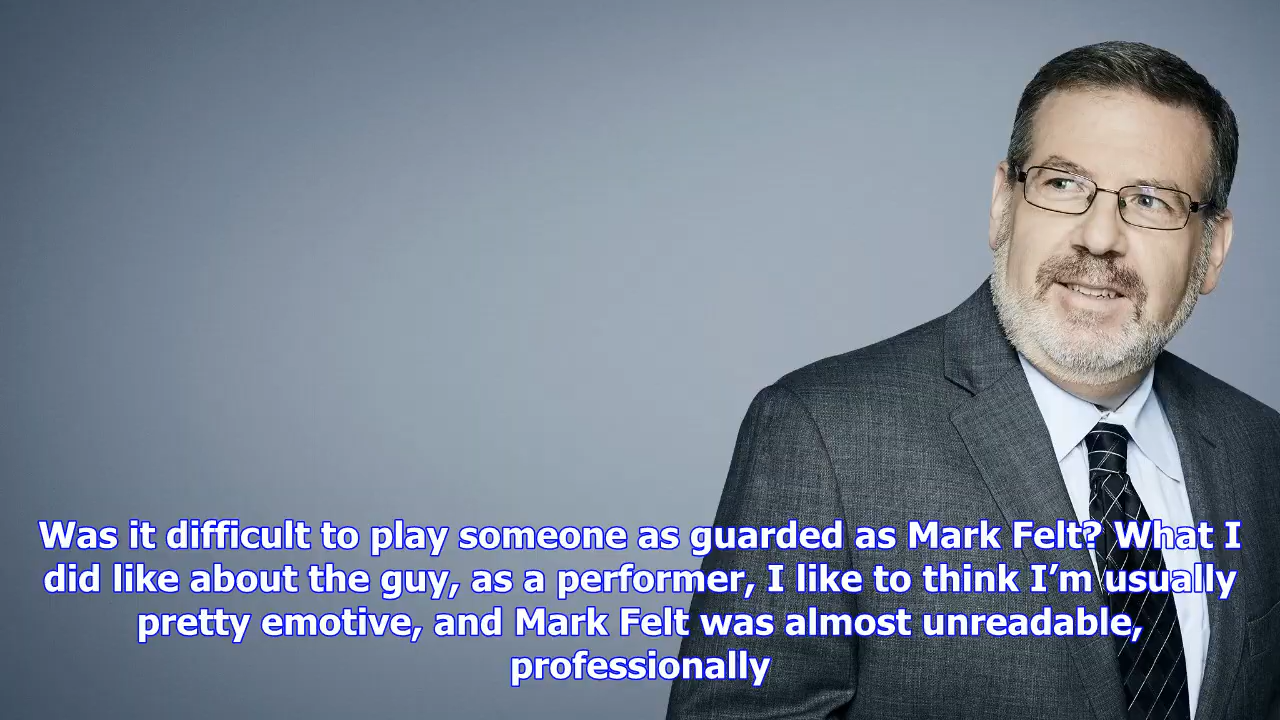 Was it difficult to play someone as guarded as Mark Felt? What I
did like about the guy, as a performer, I like to think I’m usually
pretty emotive, and Mark Felt was almost unreadable,
professionally